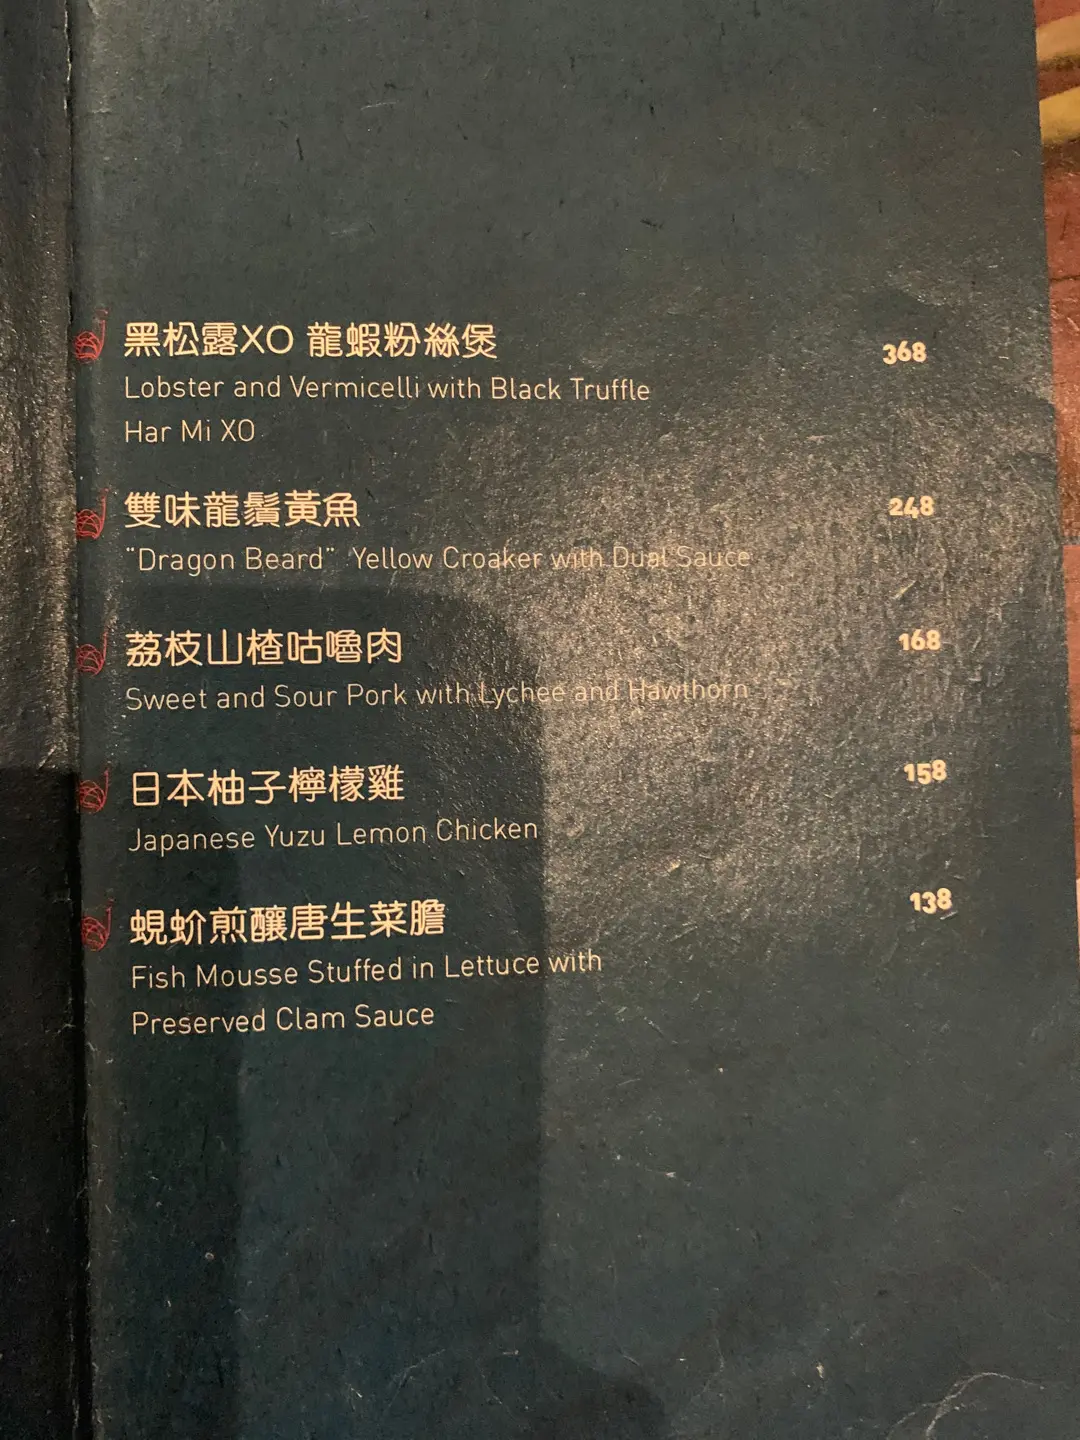 黑松露XO 龍蝦粉絲煲 368
Lobster and Vermicelli with Black Truffle
Har Mi XO
雙味龍鬚黃魚 248
"Dragon Beard" Yellow Croaker with Dual Sauce
荔枝山楂咕嚕肉 168
Sweet and Sour Pork with Lychee and Hawthorn
日本柚子檸檬雞 158
Japanese Yuzu Lemon Chicken
蜆蚧煎釀唐生菜膽 138
Fish Mousse Stuffed in Lettuce with
Preserved Clam Sauce